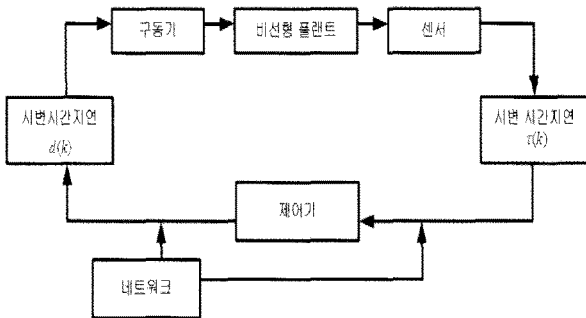 구동기
비선형 플랜트
센서
시변시간지연
d(k)
시변 시간지연
τ(k)
제어기
네트워크